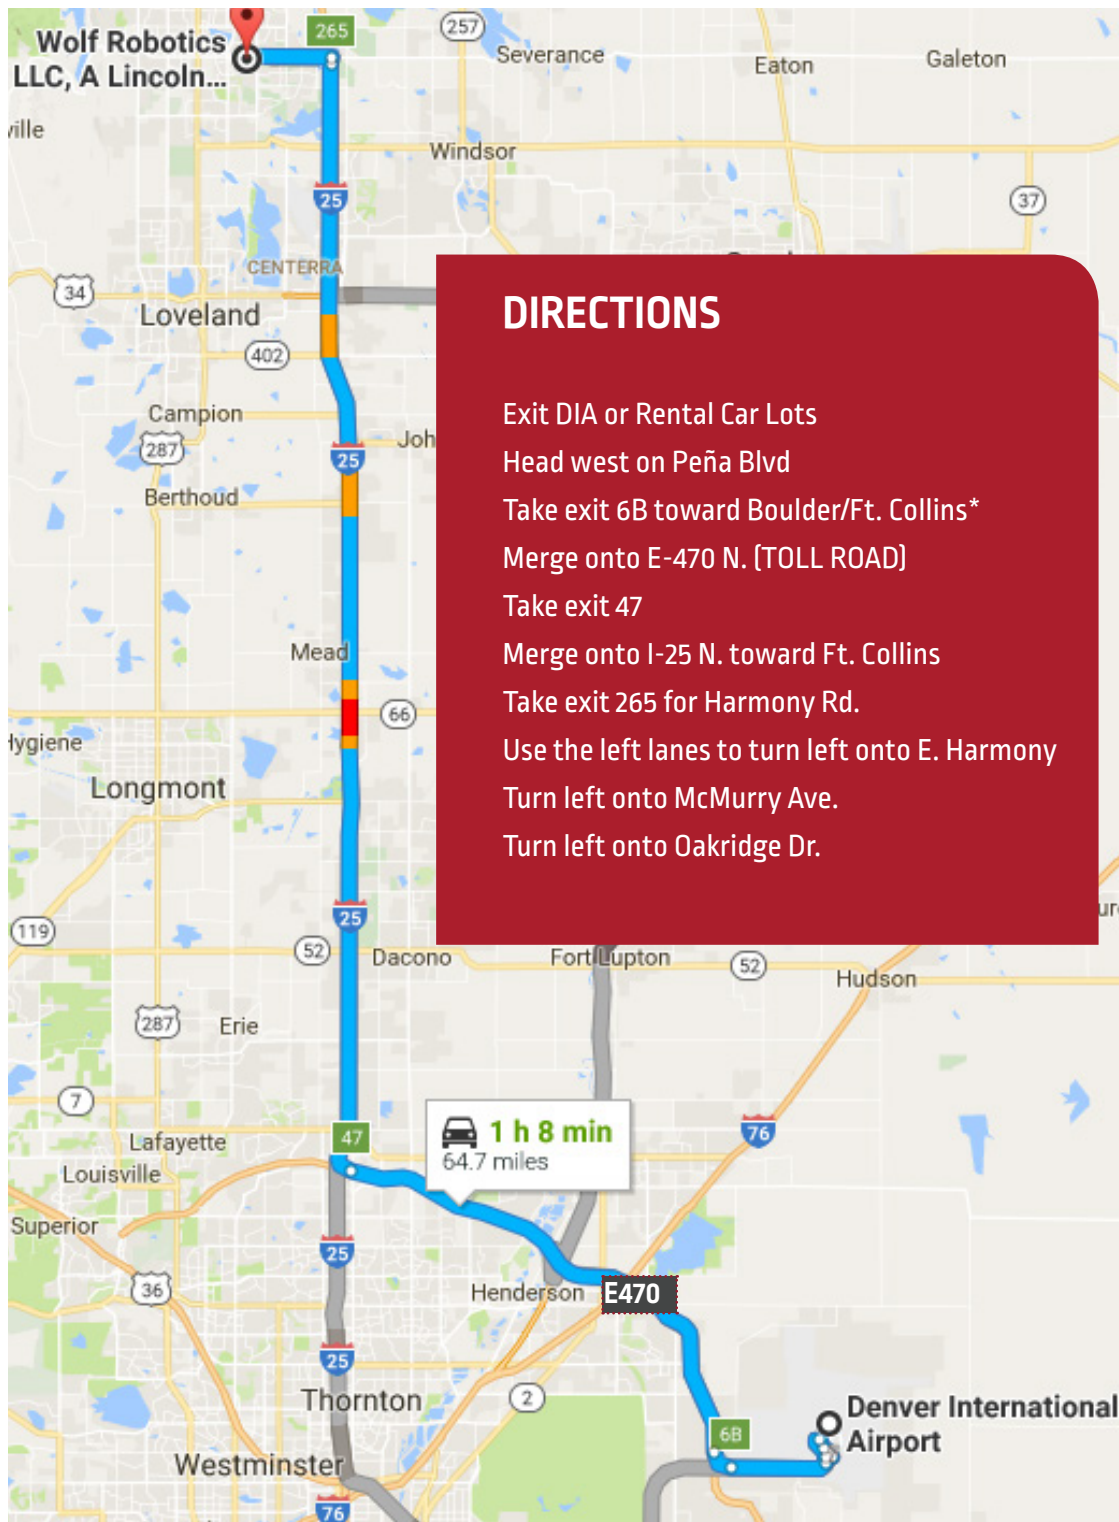 Wolf Robotics
LLC, A Lincoln...
265
257
Severance
Eaton
Galeton
ville
Windsor
25
37
CENTERRA
34
Loveland
402
DIRECTIONS
Exit DIA or Rental Car Lots
Head west on Peña Blvd
Take exit 6B toward Boulder/Ft. Collins*
Merge onto E-470 N. (TOLL ROAD)
Take exit 47
Merge onto I-25 N. toward Ft. Collins
Take exit 265 for Harmony Rd.
Use the left lanes to turn left onto E. Harmony
Turn left onto McMurry Ave.
Turn left onto Oakridge Dr.
Campion
287
Joh
25
Berthoud
Mead
66
Hygiene
Longmont
25
119
52
Dacono
Fort Lupton
52
Hudson
287
Erie
7
47
Lafayette
1 h 8 min
64.7 miles
76
Louisville
Superior
25
36
Henderson
E470
25
Thornton
2
Denver International
Airport
6B
Westminster
76